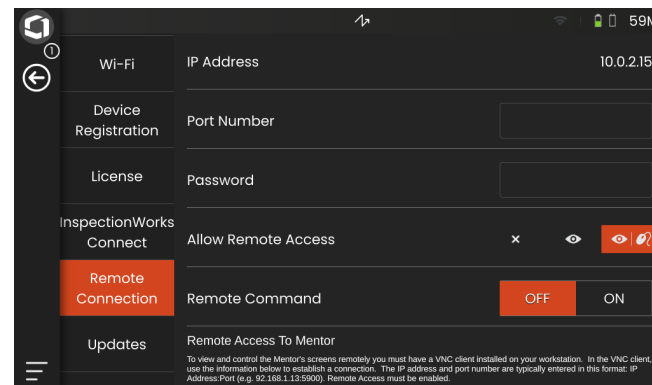 59M
1
Wi-Fi
IP Address
10.0.2.15
Device
Registration
Port Number
License
Password
InspectionWorks
Connect
Allow Remote Access
Remote
Connection
Remote Command
OFF
ON
Updates
Remote Access To Mentor
To view and control the Mentor's screens remotely you must have a VNC client installed on your workstation. In the VNC client,
use the information below to establish a connection. The IP address and port number are typically entered in this format: IP
Address:Port (e.g. 92.168.1.13:5900). Remote Access must be enabled.